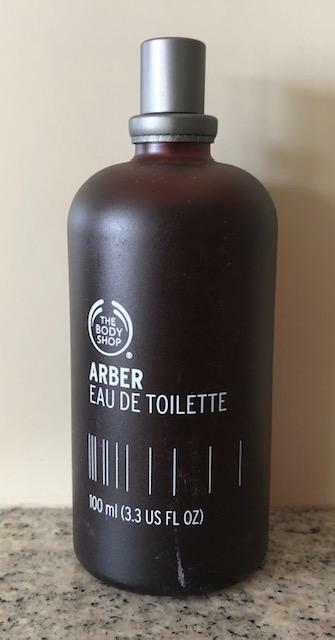 THE
BODY
SHOP
®
ARBER
EAU DE TOILETTE
100 ml (3.3 US FL OZ)